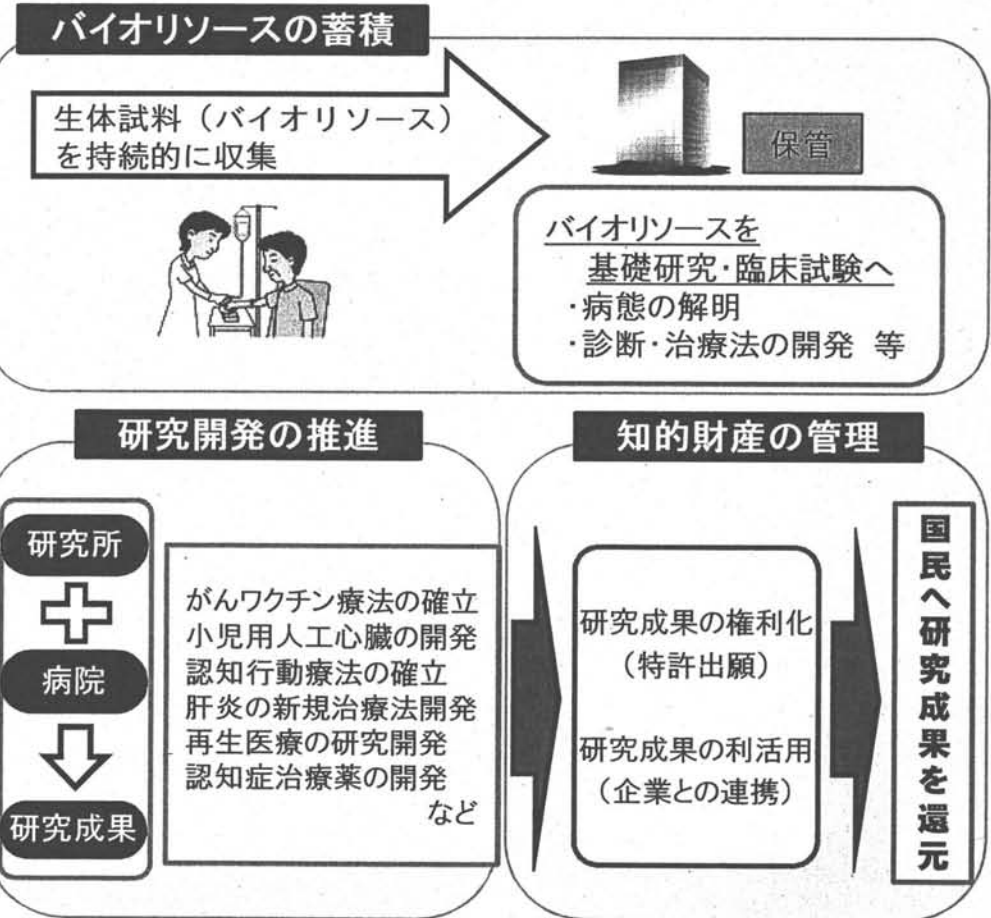 バイオリソースの蓄積
生体試料（バイオリソース）
を持続的に収集
保管
バイオリソースを
基礎研究・臨床試験へ
・病態の解明
・診断・治療法の開発 等
研究開発の推進
研究所
病院
研究成果
がんワクチン療法の確立
小児用人工心臓の開発
認知行動療法の確立
肝炎の新規治療法開発
再生医療の研究開発
認知症治療薬の開発
など
知的財産の管理
研究成果の権利化
（特許出願）
研究成果の利活用
（企業との連携）
国民へ研究成果を還元